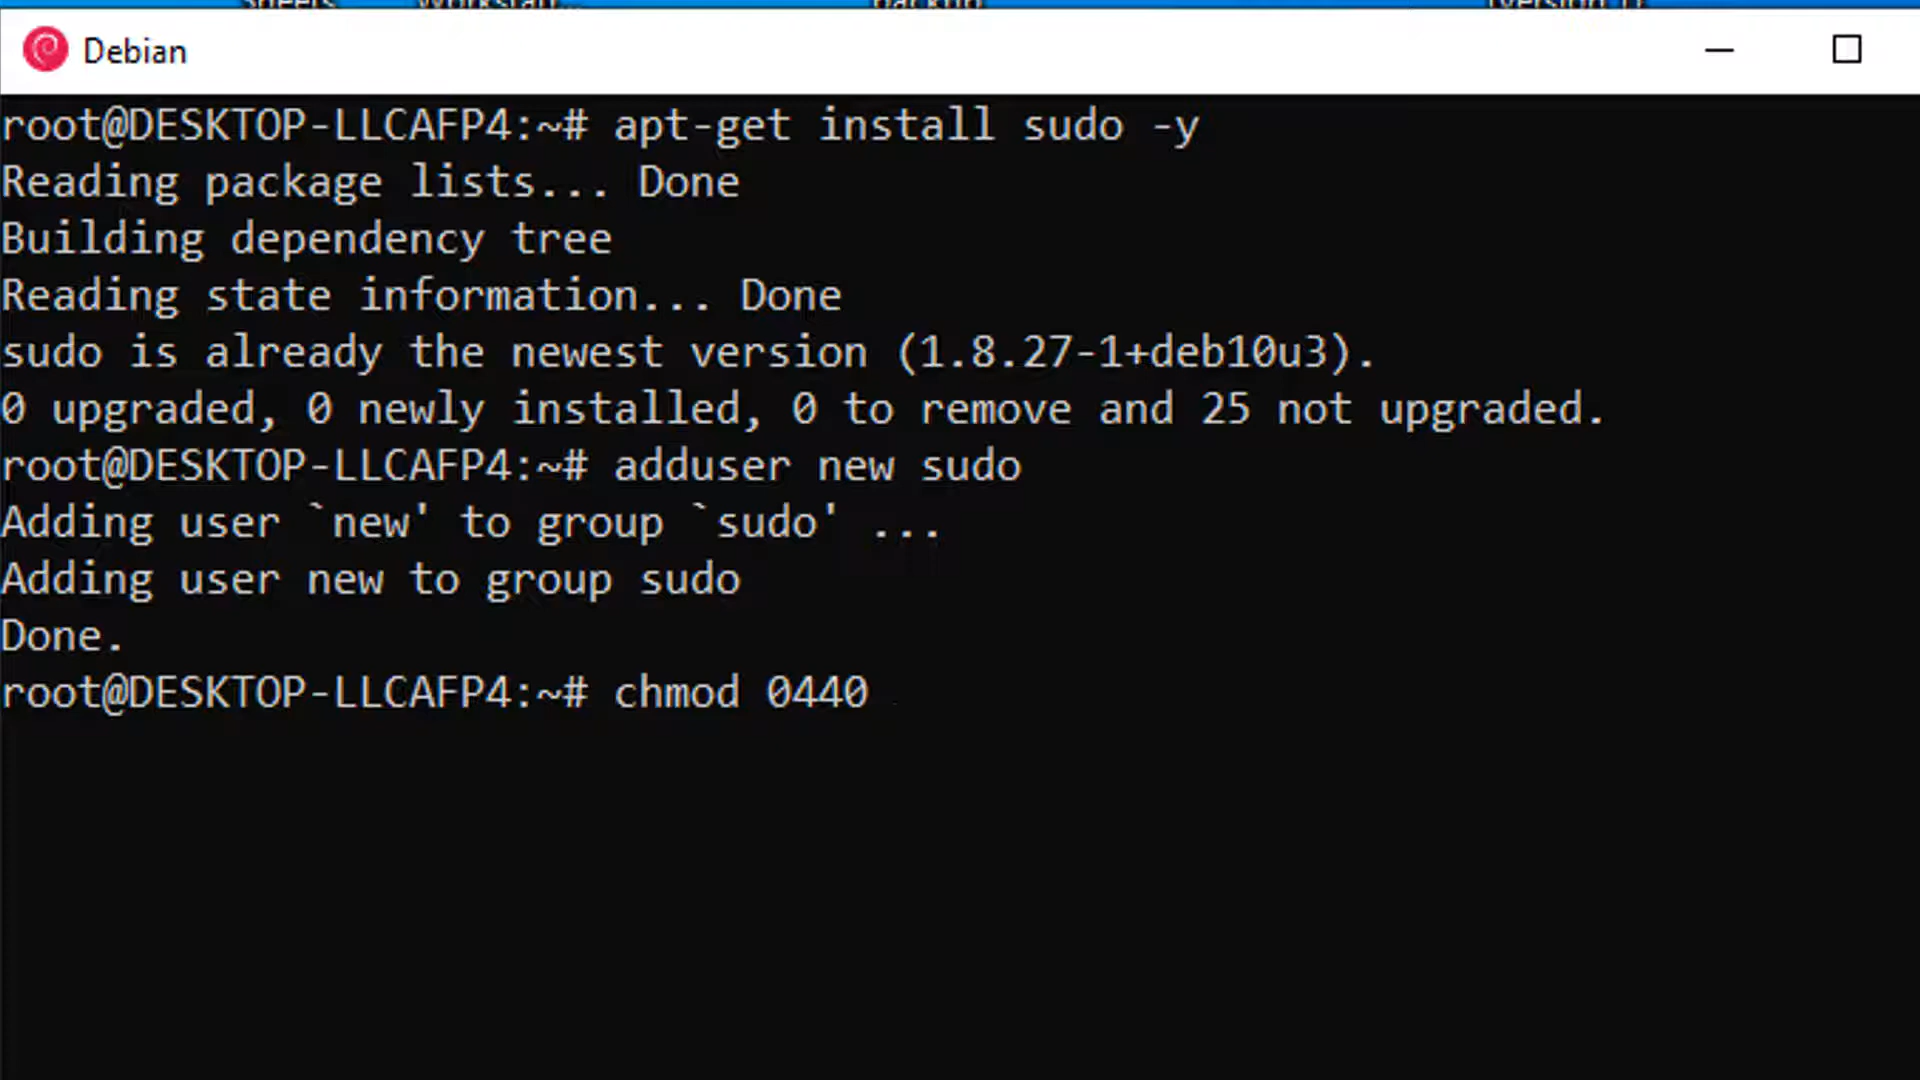 Debian
root@DESKTOP-LLCAFP4:~# apt-get install sudo -y
Reading package lists... Done
Building dependency tree
Reading state information... Done
sudo is already the newest version (1.8.27-1+deb10u3).
0 upgraded, 0 newly installed, 0 to remove and 25 not upgraded.
root@DESKTOP-LLCAFP4:~# adduser new sudo
Adding user `new' to group `sudo' ...
Adding user new to group sudo
Done.
root@DESKTOP-LLCAFP4:~# chmod 0440